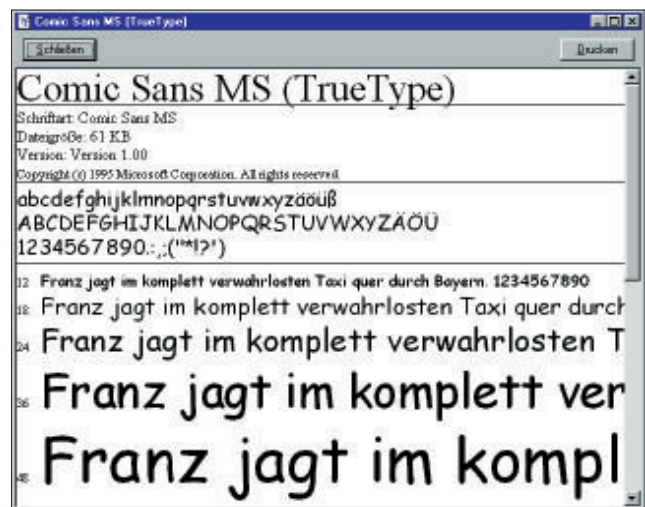 Comic Sans MS (TrueType)
Schließen
Drucken
Comic Sans MS (TrueType)
Schriftart: Comic Sans MS
Dateigröße: 61 KB
Version: Version 1.00
Copyright (c) 1995 Microsoft Corporation. All rights reserved.
abcdefghijklmnopqrstuvwxyzäöüß
ABCDEFGHIJKLMNOPQRSTUVWXYZÄÖÜ
1234567890.:,;("*!?')
12 Franz jagt im komplett verwahrlosten Taxi quer durch Bayern. 1234567890
18 Franz jagt im komplett verwahrlosten Taxi quer durch
24 Franz jagt im komplett verwahrlosten T
36 Franz jagt im komplett ver
48 Franz jagt im kompl